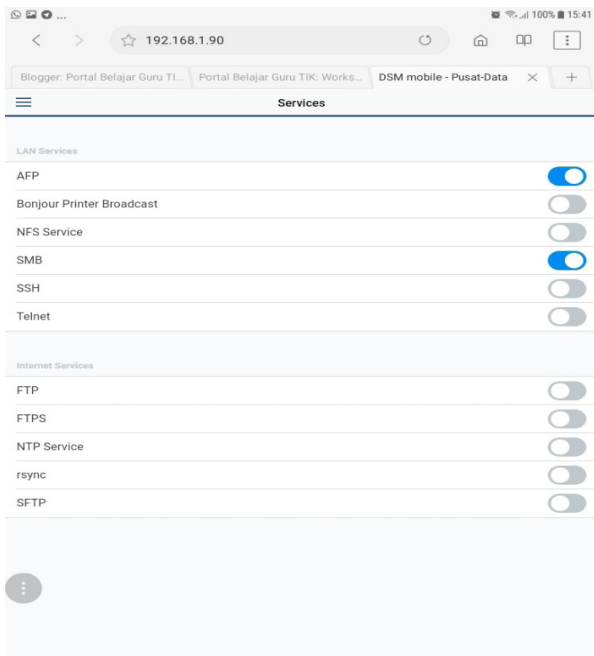 ... 100% 15:41
192.168.1.90
Blogger: Portal Belajar Guru TI... Portal Belajar Guru TIK: Works... DSM mobile - Pusat-Data
Services
LAN Services
AFP
Bonjour Printer Broadcast
NFS Service
SMB
SSH
Telnet
Internet Services
FTP
FTPS
NTP Service
rsync
SFTP